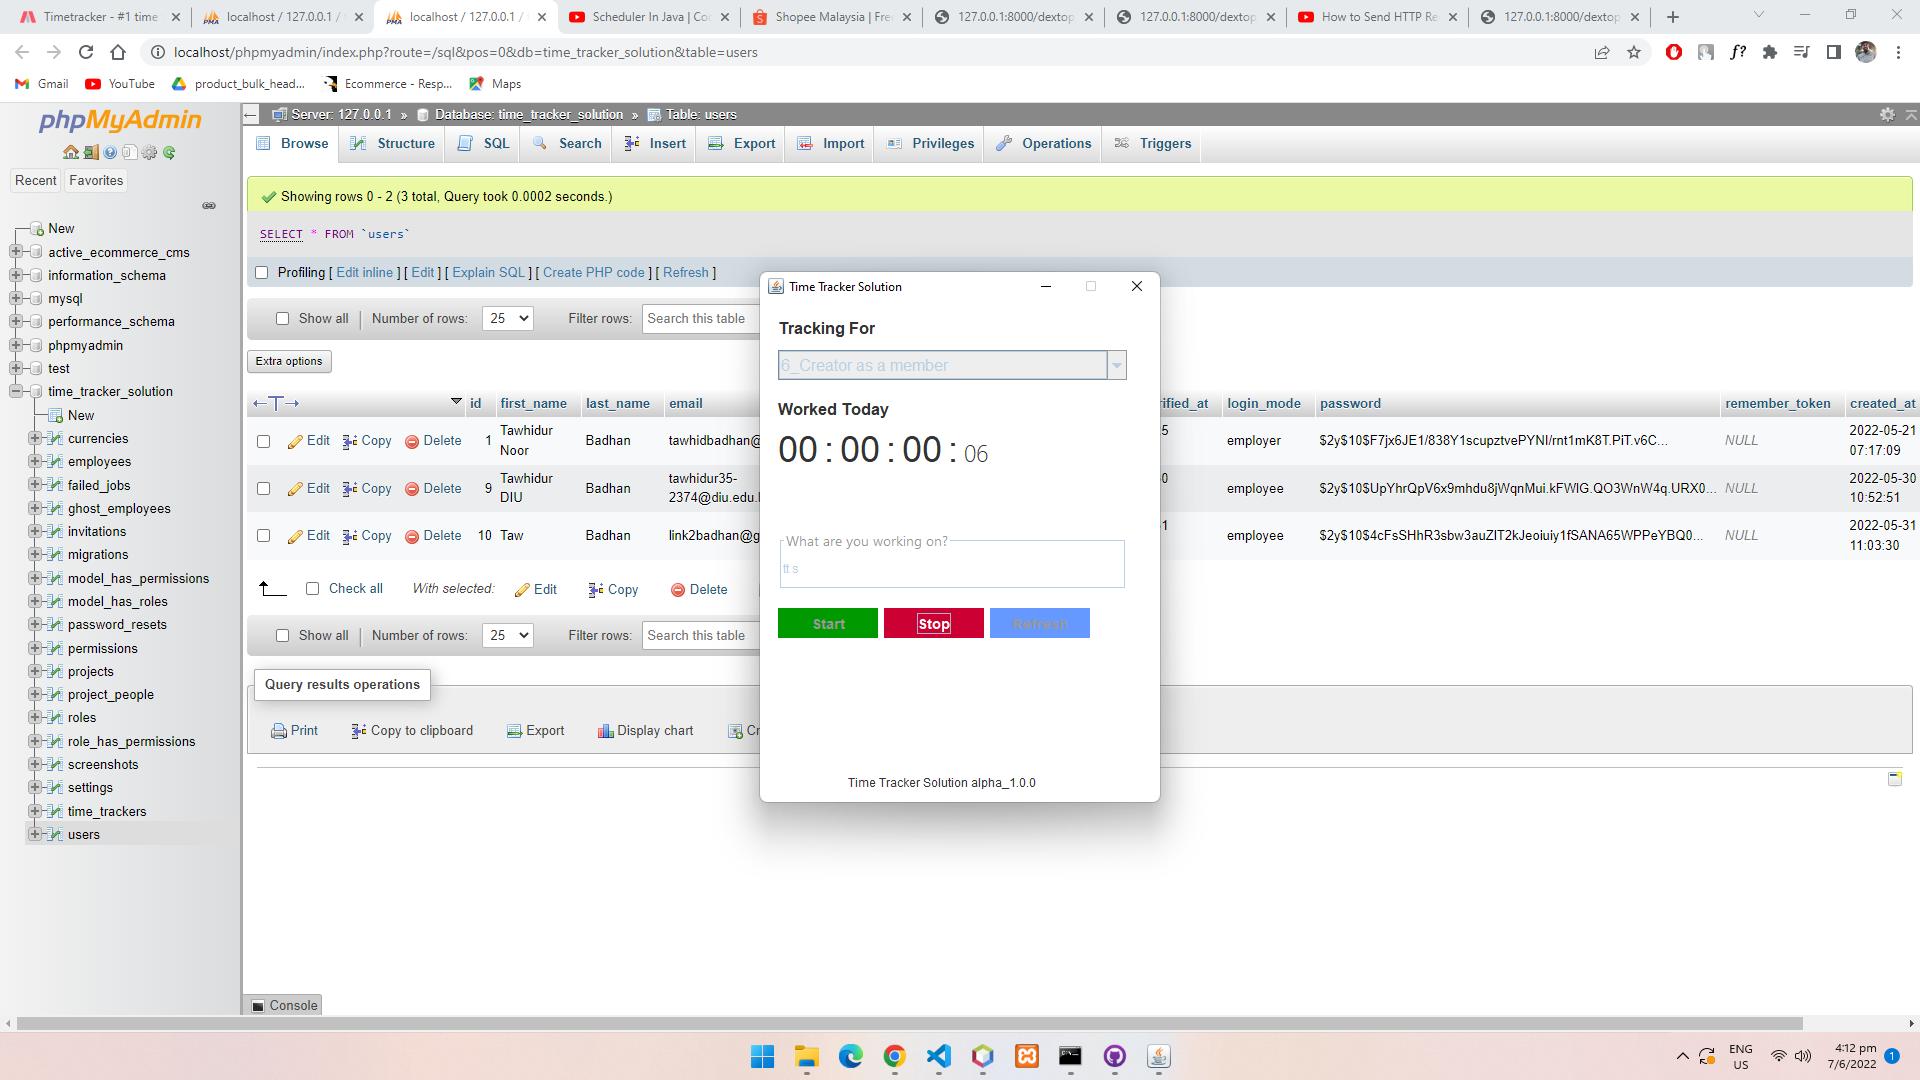 Timetracker - #1 time
localhost / 127.0.0.1 /
localhost / 127.0.0.1 /
Scheduler In Java | Co
Shopee Malaysia | Fre
127.0.0.1:8000/dextop
127.0.0.1:8000/dextop
How to Send HTTP Re
127.0.0.1:8000/dextop
localhost/phpmyadmin/index.php?route=/sql&pos=0&db=time_tracker_solution&table=users
Gmail YouTube product_bulk_head... Ecommerce - Resp... Maps
phpMyAdmin
Recent Favorites
New
active_ecommerce_cms
information_schema
mysql
performance_schema
phpmyadmin
test
time_tracker_solution
New
currencies
employees
failed_jobs
ghost_employees
invitations
migrations
model_has_permissions
model_has_roles
password_resets
permissions
projects
project_people
roles
role_has_permissions
screenshots
settings
time_trackers
users
Server: 127.0.0.1 » Database: time_tracker_solution » Table: users
Browse Structure SQL Search Insert Export Import Privileges Operations Triggers
Showing rows 0 - 2 (3 total, Query took 0.0002 seconds.)
SELECT * FROM `users`
Profiling [ Edit inline ] [ Edit ] [ Explain SQL ] [ Create PHP code ] [ Refresh ]
Show all Number of rows: 25 Filter rows: Search this table
Extra options
←T→ id first_name last_name email rified_at login_mode password remember_token created_at
Edit Copy Delete 1 Tawhidur Noor Badhan tawhidbadhan@ 5 employer $2y$10$F7jx6JE1/838Y1scupztvePYNI/rnt1mK8T.PiT.v6C... NULL 2022-05-21 07:17:09
Edit Copy Delete 9 Tawhidur DIU Badhan tawhidur35-2374@diu.edu. 0 employee $2y$10$UpYhrQpV6x9mhdu8jWqnMui.kFWlG.QO3WnW4q.URX0... NULL 2022-05-30 10:52:51
Edit Copy Delete 10 Taw Badhan link2badhan@g 1 employee $2y$10$4cFsSHhR3sbw3auZIT2kJeoiuiy1fSANA65WPPeYBQ0... NULL 2022-05-31 11:03:30
Check all With selected: Edit Copy Delete
Show all Number of rows: 25 Filter rows: Search this table
Query results operations
Print Copy to clipboard Export Display chart Cr
Console
Time Tracker Solution
Tracking For
6_Creator as a member
Worked Today
00 : 00 : 00 : 06
What are you working on?
tt s
Start Stop Refresh
Time Tracker Solution alpha_1.0.0
ENG
US
4:12 pm
7/6/2022
1